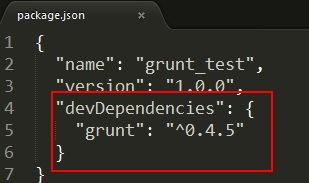 package.json ×
1 {
2 "name": "grunt_test",
3 "version": "1.0.0",
4 "devDependencies": {
5 "grunt": "^0.4.5"
6 }
7 }